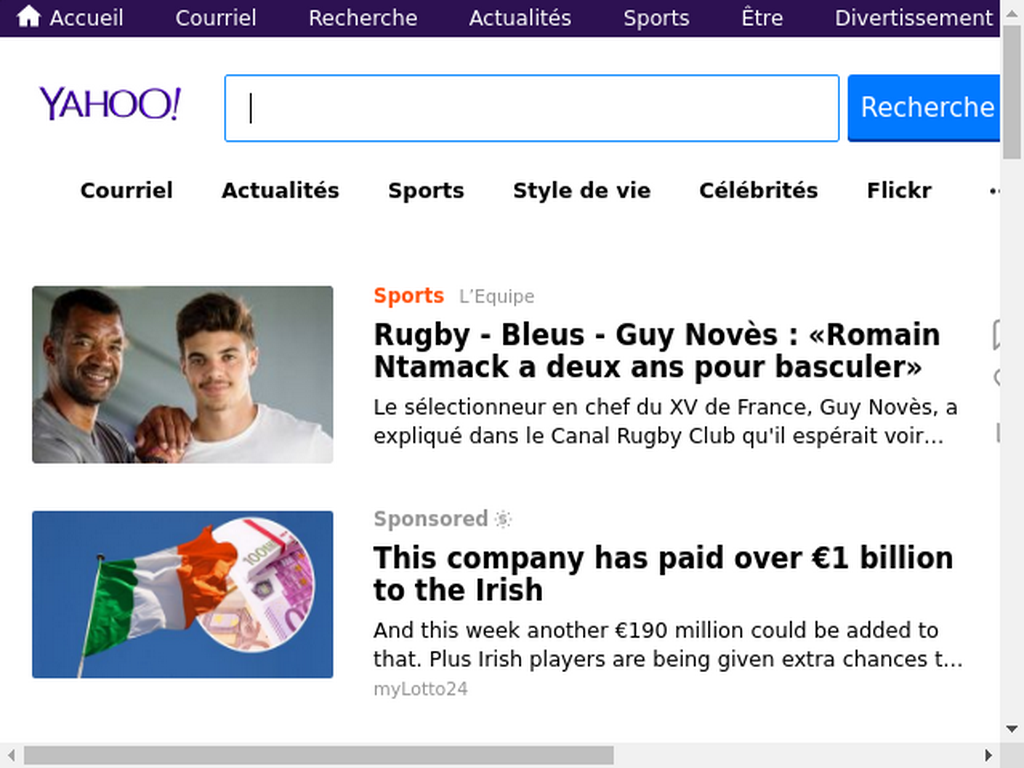 Accueil Courriel Recherche Actualités Sports Être Divertissement
YAHOO!
Recherche
Courriel Actualités Sports Style de vie Célébrités Flickr
Sports L’Equipe
Rugby - Bleus - Guy Novès : «Romain
Ntamack a deux ans pour basculer»
Le sélectionneur en chef du XV de France, Guy Novès, a
expliqué dans le Canal Rugby Club qu'il espérait voir…
Sponsored
This company has paid over €1 billion
to the Irish
And this week another €190 million could be added to
that. Plus Irish players are being given extra chances t…
myLotto24